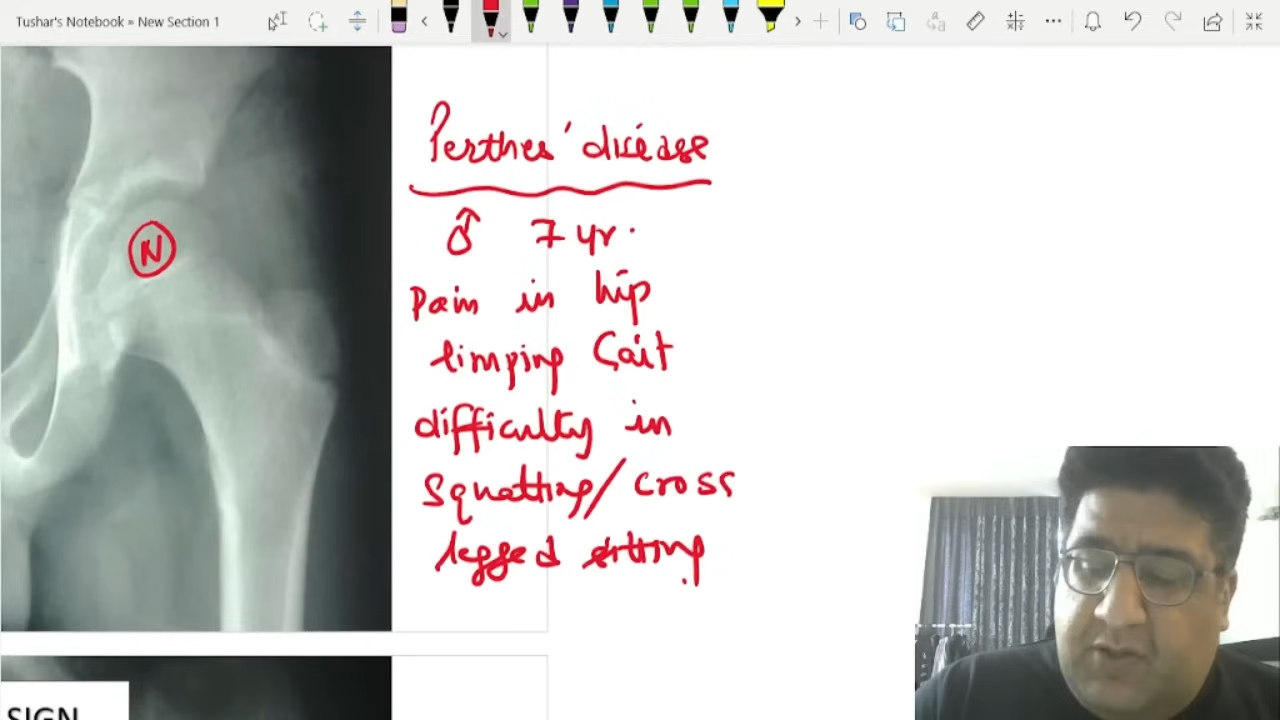 Tushar's Notebook » New Section 1
Perthes' disease
♂ 7 yr.
N
Pain in hip
limping Gait
difficulty in
squatting/cross
legged sitting
SIGN